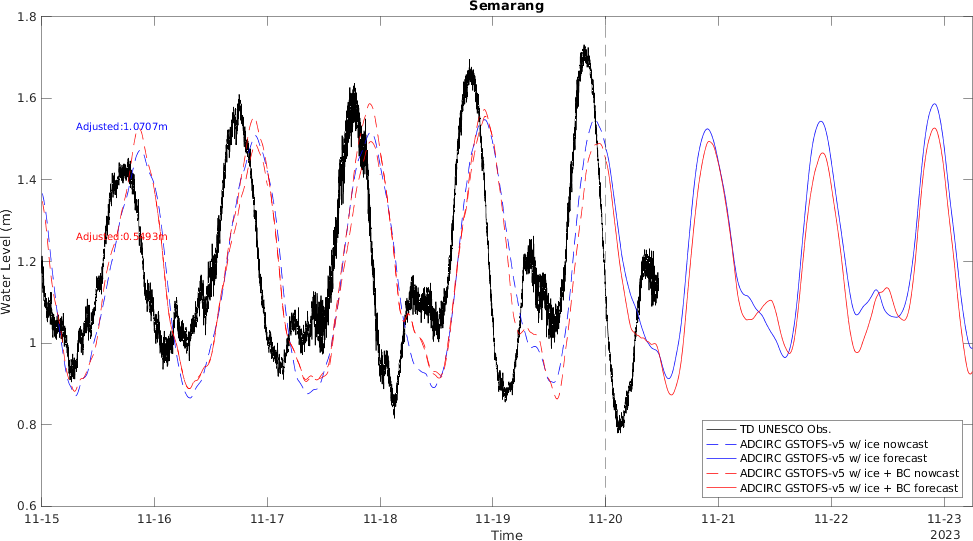 Semarang
1.8
1.6
1.4
1.2
1
0.8
0.6
Water Level (m)
Adjusted:1.0707m
Adjusted:0.5493m
TD UNESCO Obs.
ADCIRC GSTOFS-v5 w/ ice nowcast
ADCIRC GSTOFS-v5 w/ ice forecast
ADCIRC GSTOFS-v5 w/ ice + BC nowcast
ADCIRC GSTOFS-v5 w/ ice + BC forecast
11-15 11-16 11-17 11-18 11-19 11-20 11-21 11-22 11-23
Time
2023